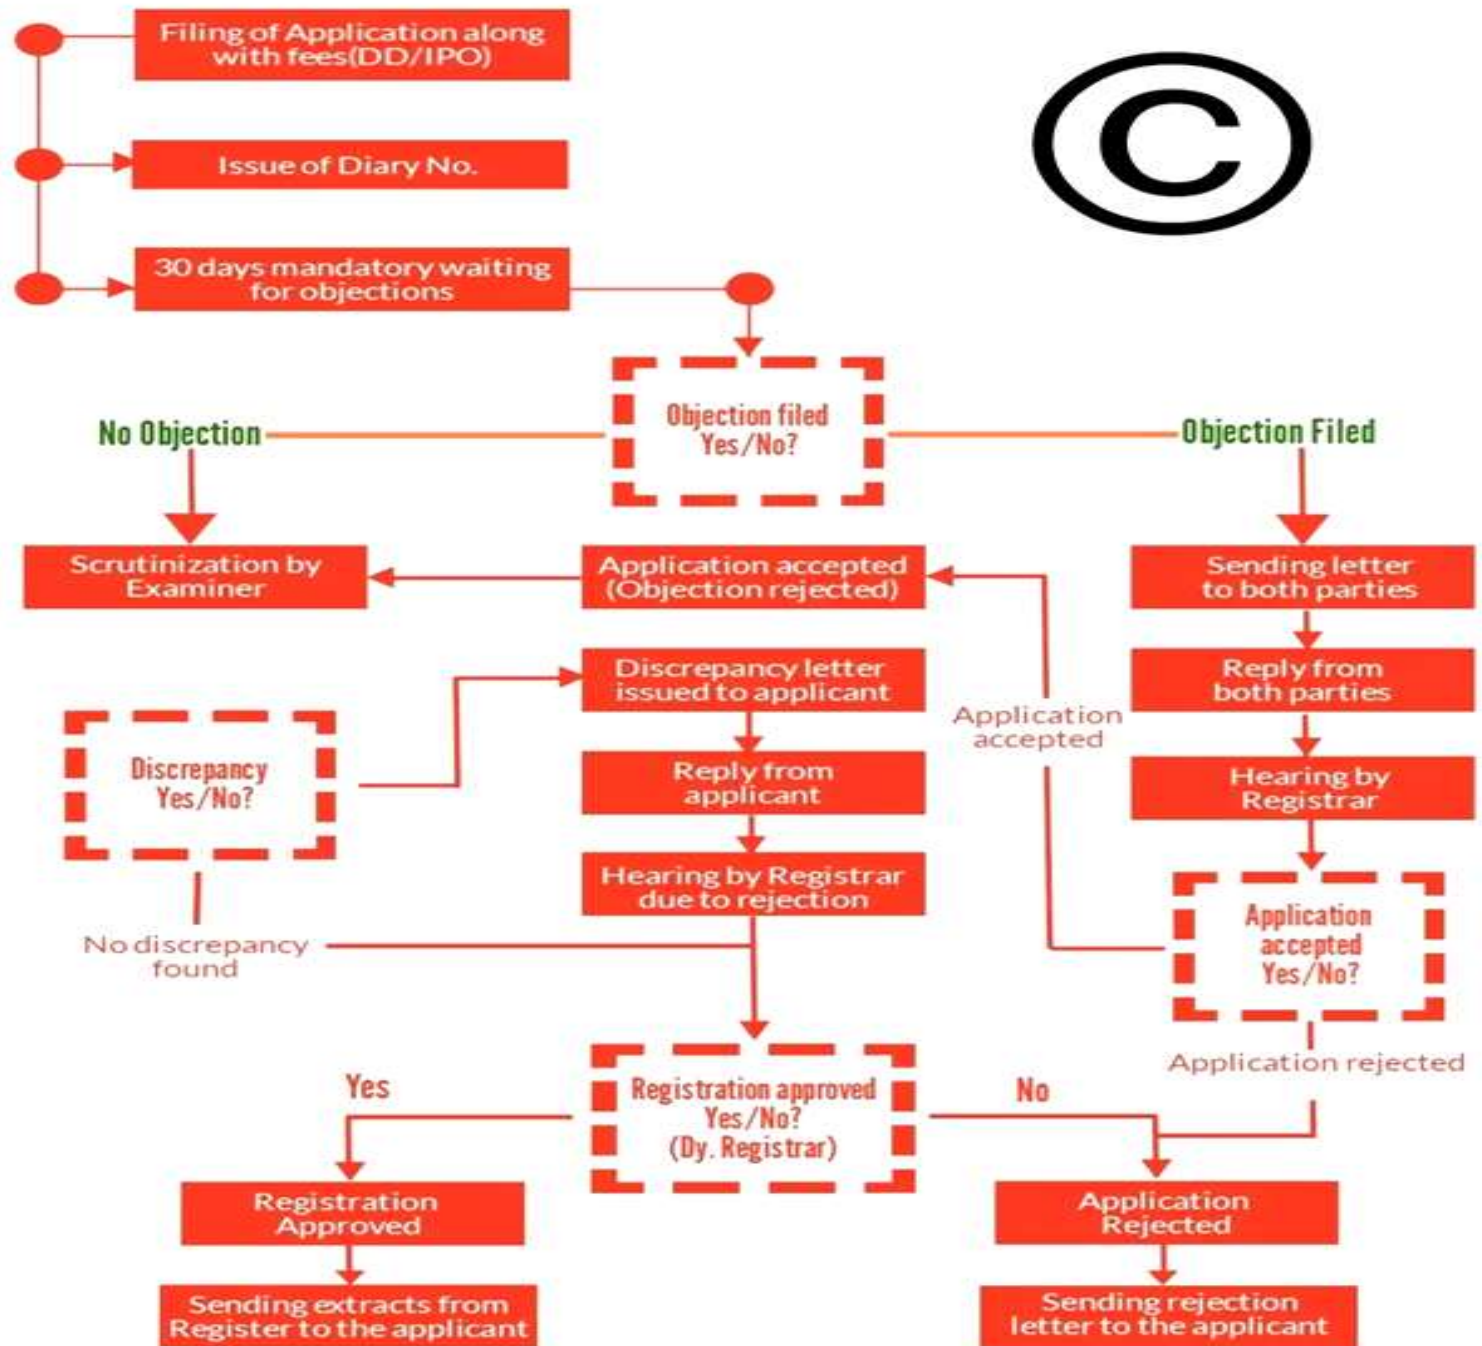 Filing of Application along
with fees(DD/IPO)
Issue of Diary No.
30 days mandatory waiting
for objections
©
Objection filed
Yes/No?
No Objection
Objection Filed
Scrutinization by
Examiner
Application accepted
(Objection rejected)
Sending letter
to both parties
Discrepancy letter
issued to applicant
Reply from
both parties
Application
accepted
Discrepancy
Yes/No?
Reply from
applicant
Hearing by
Registrar
Hearing by Registrar
due to rejection
Application
accepted
Yes/No?
No discrepancy
found
Application rejected
Yes
Registration approved
Yes/No?
(Dy. Registrar)
No
Registration
Approved
Application
Rejected
Sending extracts from
Register to the applicant
Sending rejection
letter to the applicant